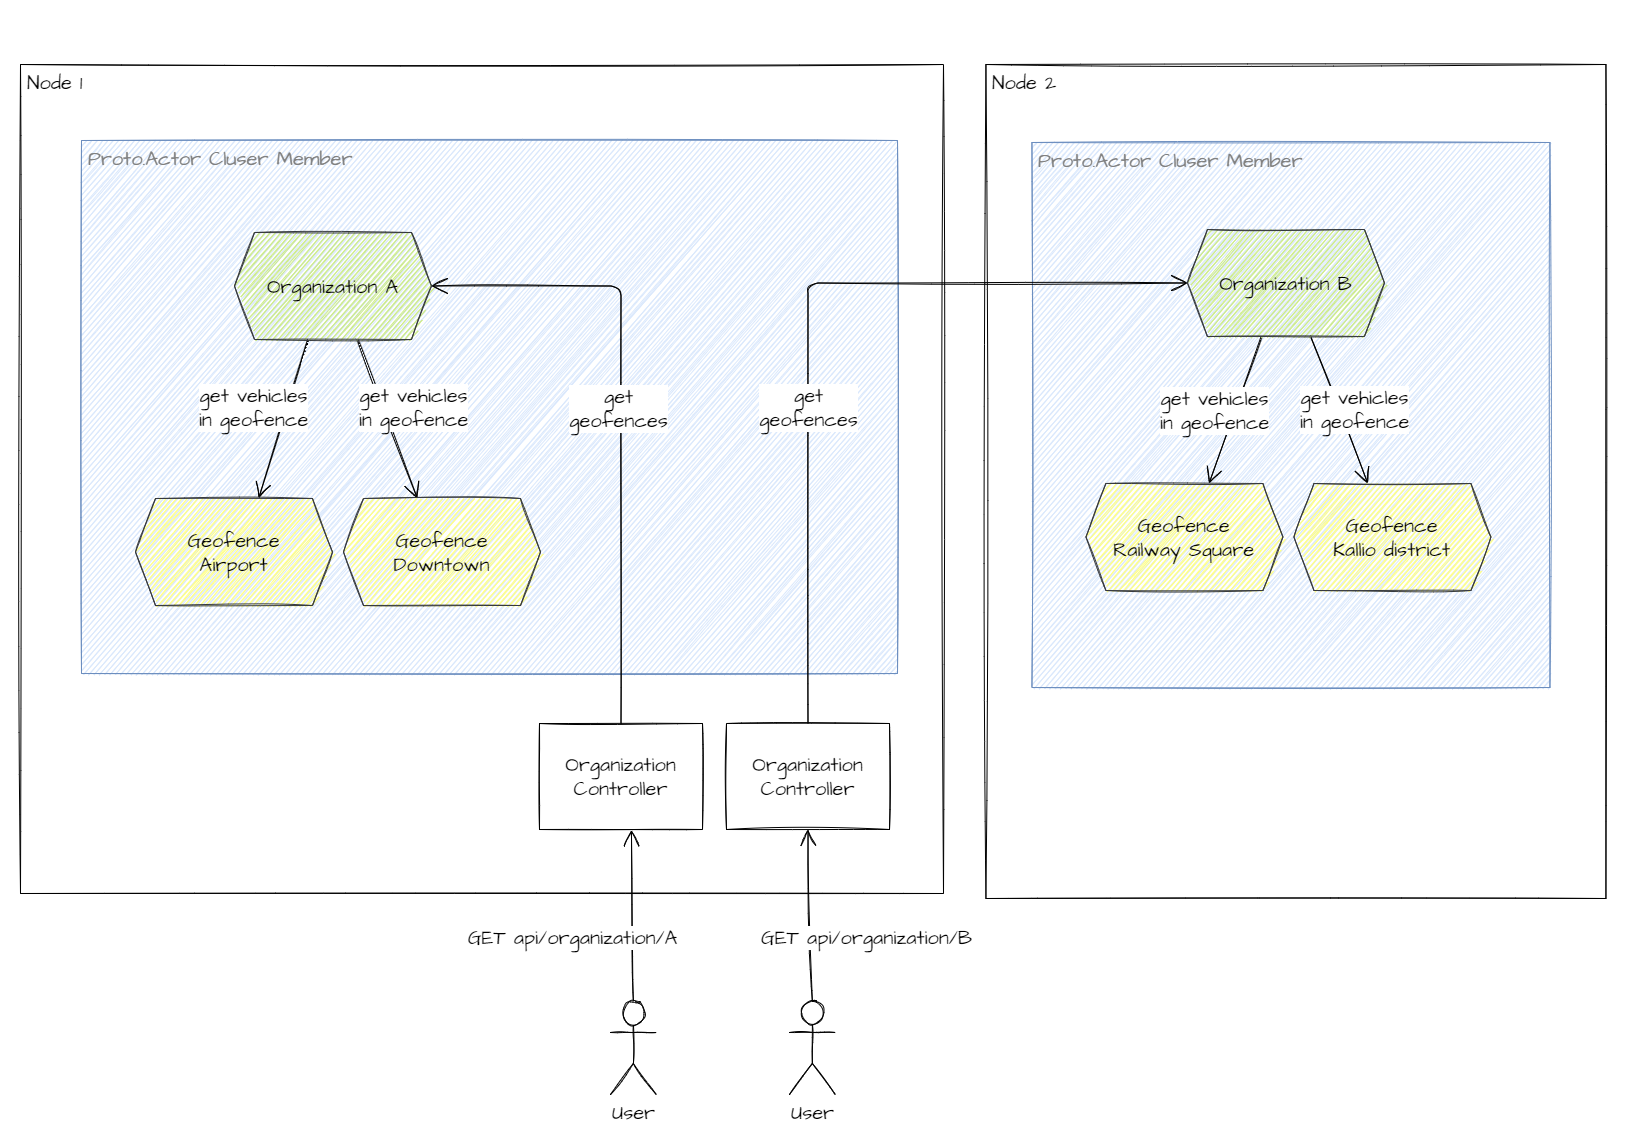 Node 1
Node 2
Proto.Actor Cluser Member
Proto.Actor Cluser Member
Organization A
Organization B
get vehicles
in geofence
get vehicles
in geofence
get
geofences
get
geofences
get vehicles
in geofence
get vehicles
in geofence
Geofence
Airport
Geofence
Downtown
Geofence
Railway Square
Geofence
Kallio district
Organization
Controller
Organization
Controller
GET api/organization/A
GET api/organization/B
User
User